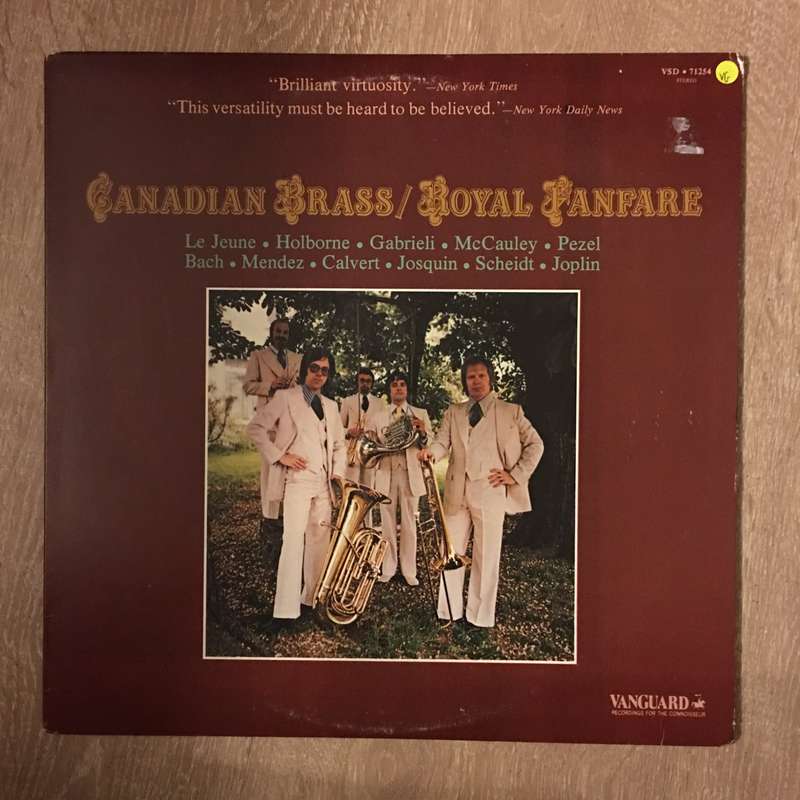 "Brilliant virtuosity."—New York Times
"This versatility must be heard to be believed."—New York Daily News
VSD • 71254
STEREO
VG
CANADIAN BRASS/ROYAL FANFARE
Le Jeune • Holborne • Gabrieli • McCauley • Pezel
Bach • Mendez • Calvert • Josquin • Scheidt • Joplin
VANGUARD
RECORDINGS FOR THE CONNOISSEUR